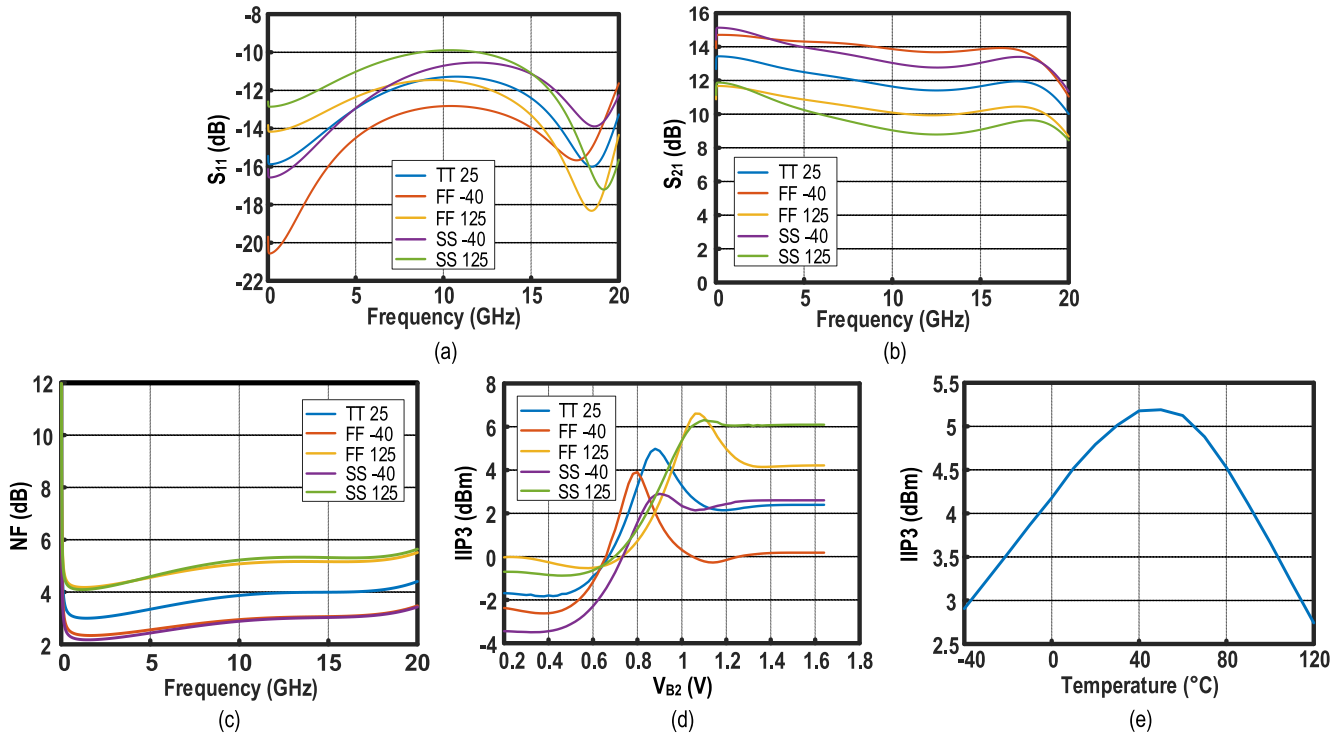 -8
-10
-12
-14
-16
-18
-20
-22
S11 (dB)
TT 25
FF -40
FF 125
SS -40
SS 125
0
5
10
15
20
Frequency (GHz)
(a)
16
14
12
10
8
6
4
2
0
S21 (dB)
TT 25
FF -40
FF 125
SS -40
SS 125
0
5
10
15
20
Frequency (GHz)
(b)
12
10
8
6
4
2
NF (dB)
TT 25
FF -40
FF 125
SS -40
SS 125
0
5
10
15
20
Frequency (GHz)
(c)
8
6
4
2
0
-2
-4
IIP3 (dBm)
TT 25
FF -40
FF 125
SS -40
SS 125
0.2
0.4
0.6
0.8
1
1.2
1.4
1.6
1.8
VB2 (V)
(d)
5.5
5
4.5
4
3.5
3
2.5
IIP3 (dBm)
-40
0
40
80
120
Temperature (°C)
(e)